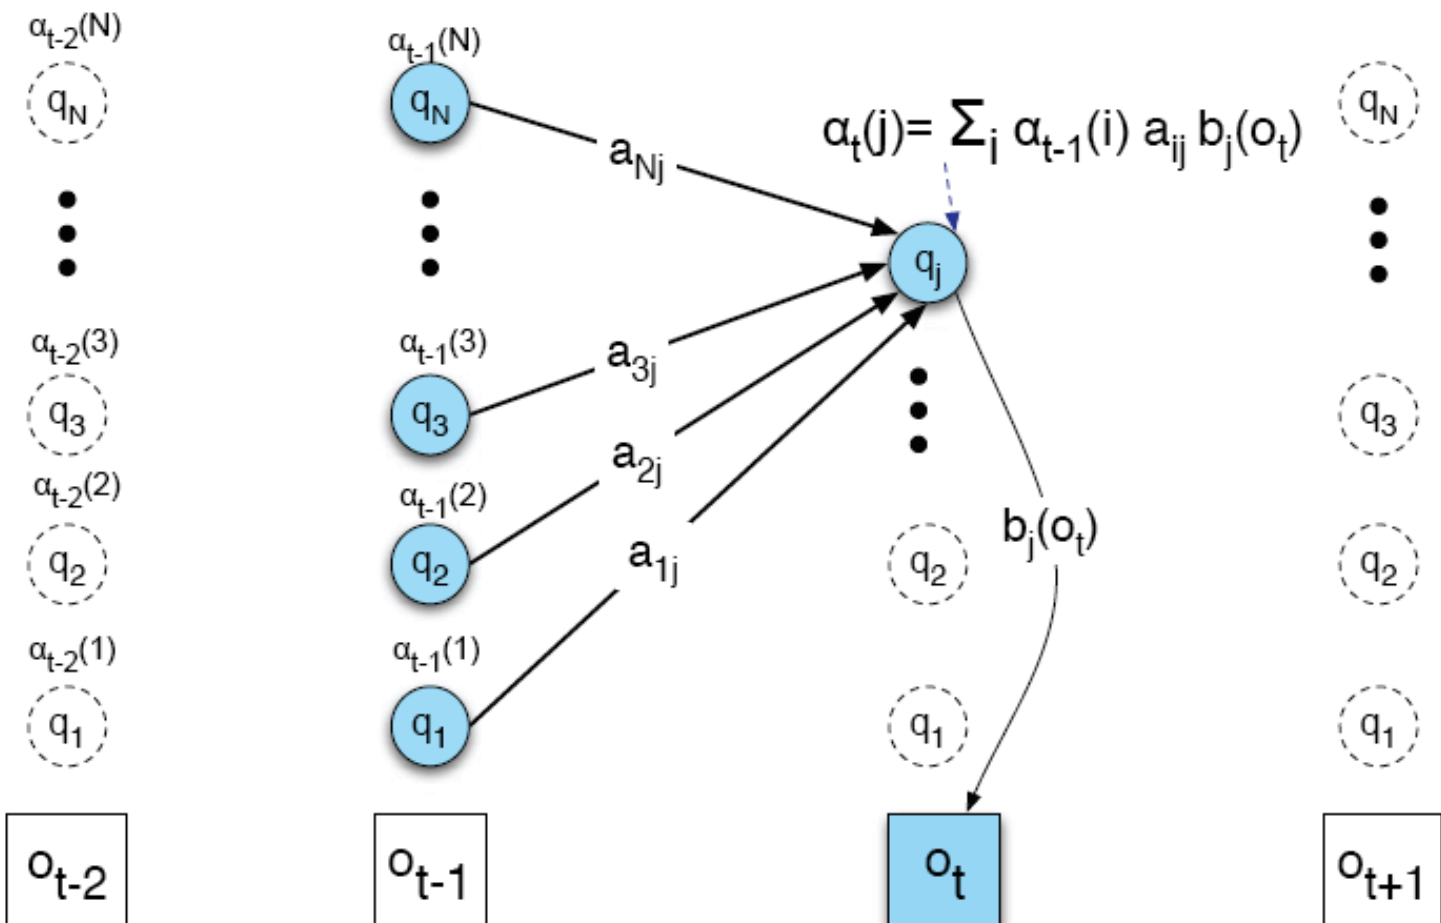 αt-2(N)
αt-1(N)
qN
qN
qN
αt(j)= Σi αt-1(i) aij bj(ot)
aNj
qj
αt-2(3)
αt-1(3)
a3j
q3
q3
q3
αt-2(2)
αt-1(2)
a2j
bj(ot)
q2
q2
q2
q2
a1j
αt-2(1)
αt-1(1)
q1
q1
q1
q1
ot-2
ot-1
ot
ot+1